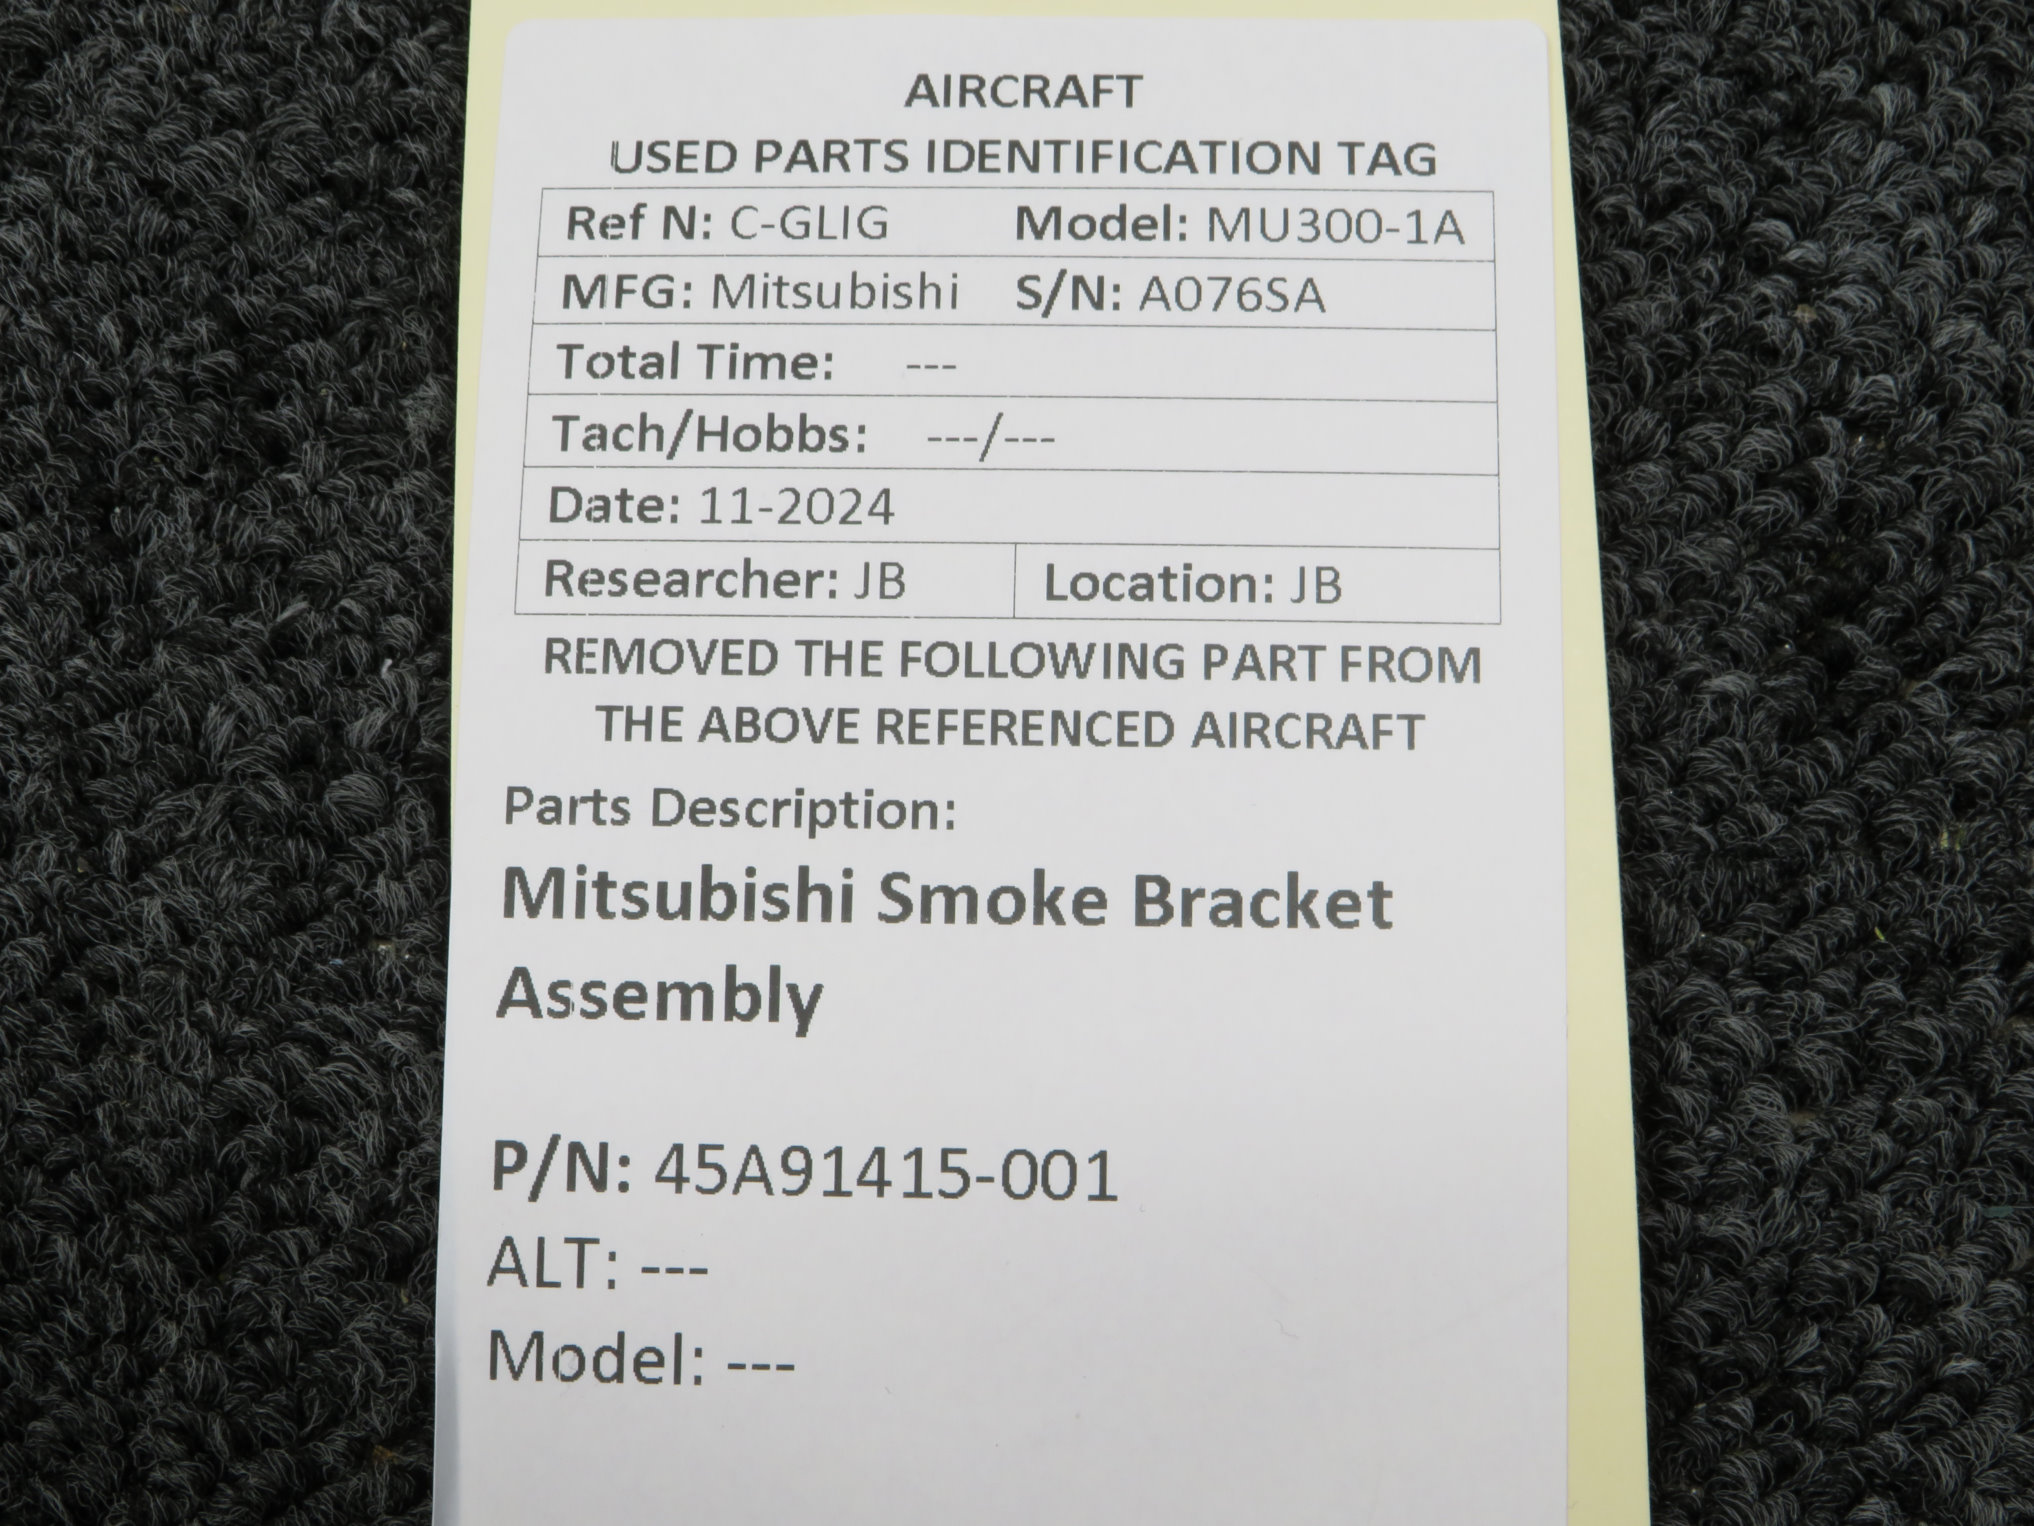 AIRCRAFT
USED PARTS IDENTIFICATION TAG
Ref N: C-GLIG Model: MU300-1A
MFG: Mitsubishi S/N: A076SA
Total Time: ---
Tach/Hobbs: ---/---
Date: 11-2024
Researcher: JB Location: JB
REMOVED THE FOLLOWING PART FROM
THE ABOVE REFERENCED AIRCRAFT
Parts Description:
Mitsubishi Smoke Bracket
Assembly
P/N: 45A91415-001
ALT: ---
Model: ---